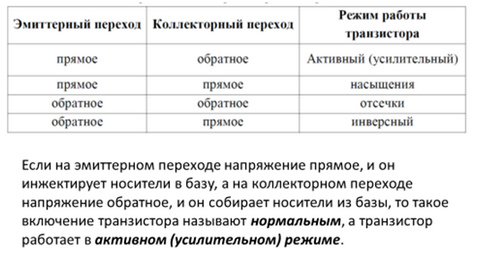 Эмиттерный переход Коллекторный переход Режим работы транзистора
прямое обратное Активный (усилительный)
прямое прямое насыщения
обратное обратное отсечки
обратное прямое инверсный
Если на эмиттерном переходе напряжение прямое, и он
инжектирует носители в базу, а на коллекторном переходе
напряжение обратное, и он собирает носители из базы, то такое
включение транзистора называют нормальным, а транзистор
работает в активном (усилительном) режиме.